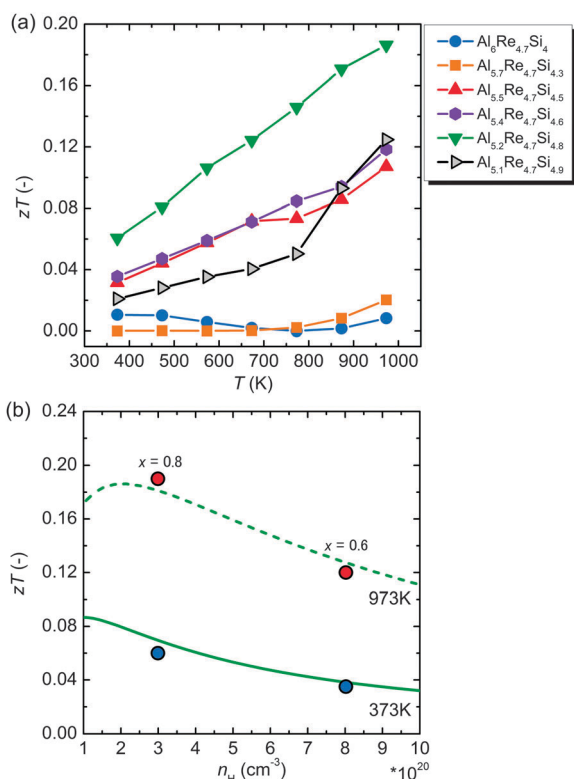 (a)
0.20
0.16
0.12
0.08
0.04
0.00
zT (-)
300 400 500 600 700 800 900 1000
T (K)
Al₆Re₄.₇Si₄
Al₅.₇Re₄.₇Si₄.₃
Al₅.₅Re₄.₇Si₄.₅
Al₅.₄Re₄.₇Si₄.₆
Al₅.₂Re₄.₇Si₄.₈
Al₅.₁Re₄.₇Si₄.₉
(b)
0.24
0.20
0.16
0.12
0.08
0.04
0.00
zT (-)
x = 0.8
x = 0.6
973K
373K
1 2 3 4 5 6 7 8 9 10
n_H (cm⁻³)
*10²⁰